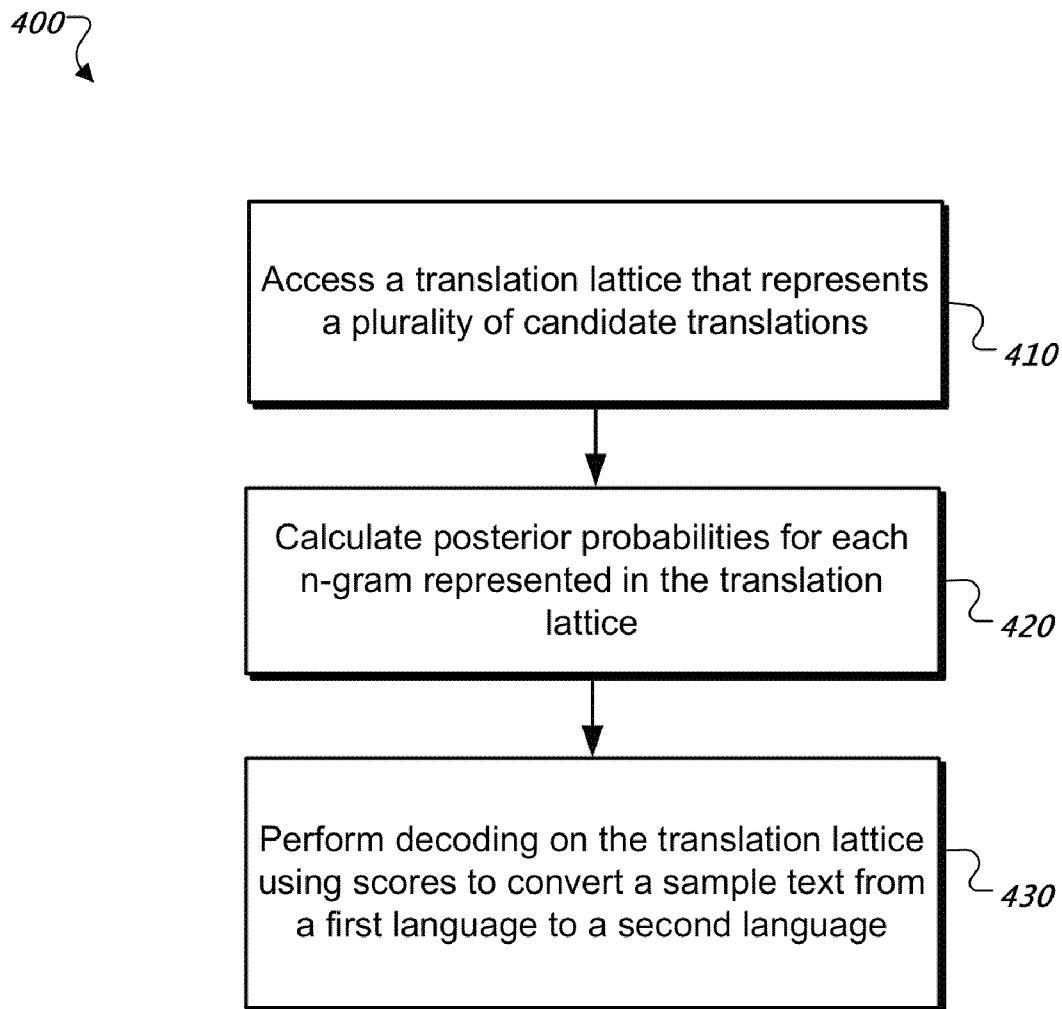 400
Access a translation lattice that represents
a plurality of candidate translations
410
Calculate posterior probabilities for each
n-gram represented in the translation
lattice
420
Perform decoding on the translation lattice
using scores to convert a sample text from
a first language to a second language
430